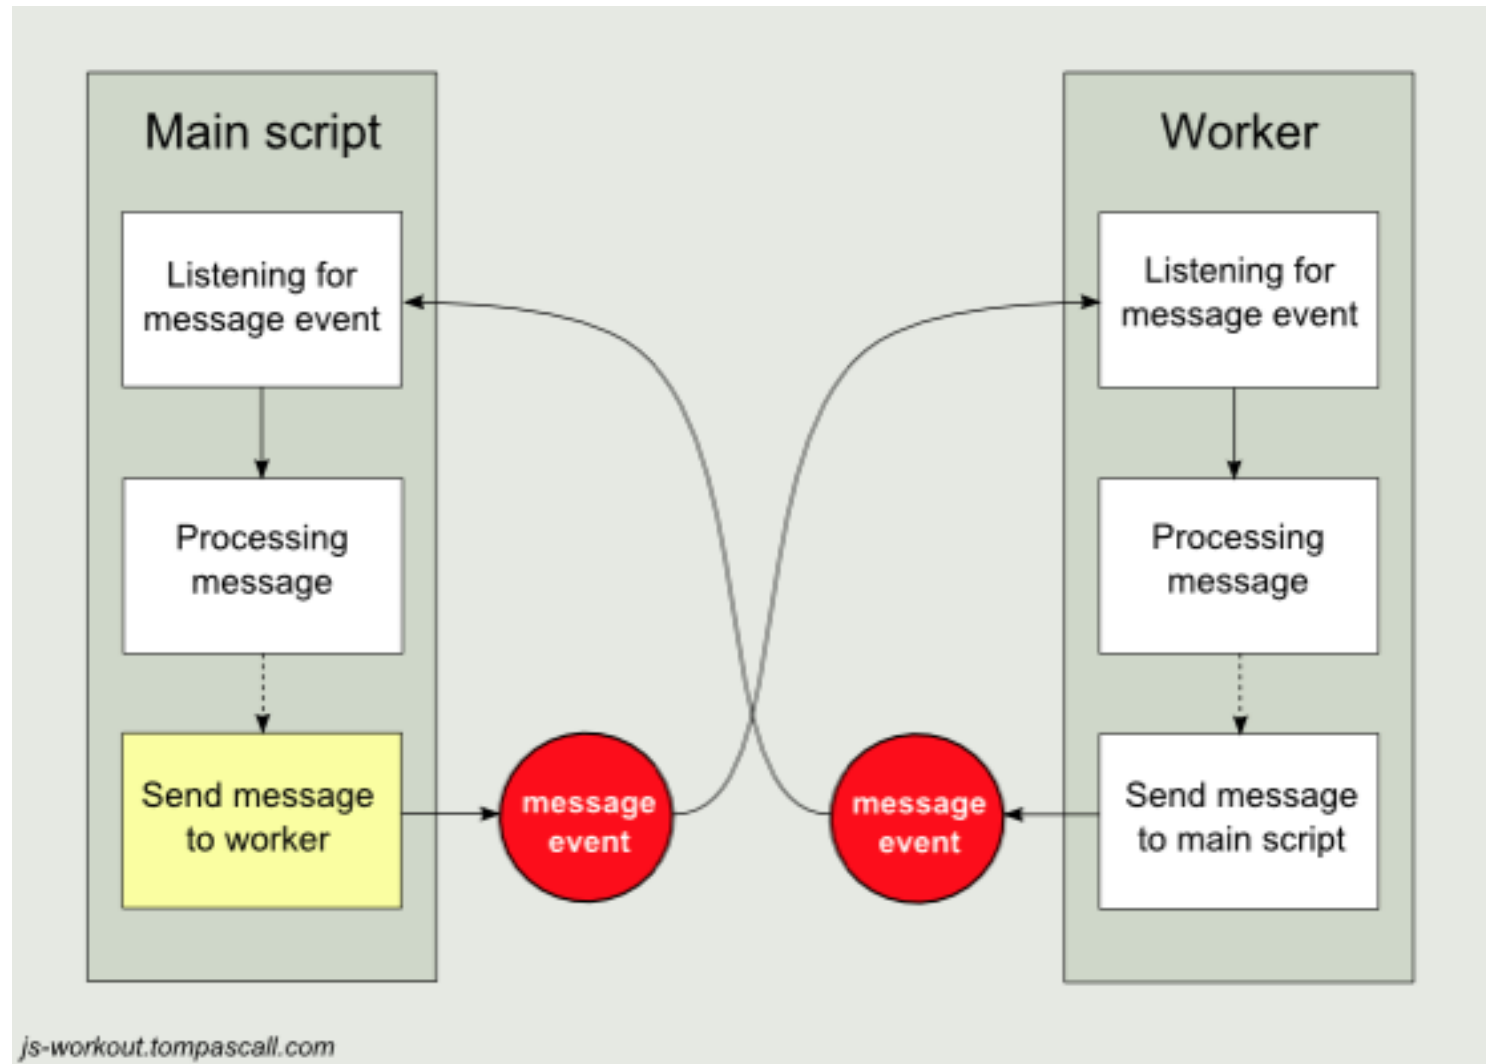 Main script
Listening for
message event
Processing
message
Send message
to worker
message
event
message
event
Worker
Listening for
message event
Processing
message
Send message
to main script
js-workout.tompascall.com